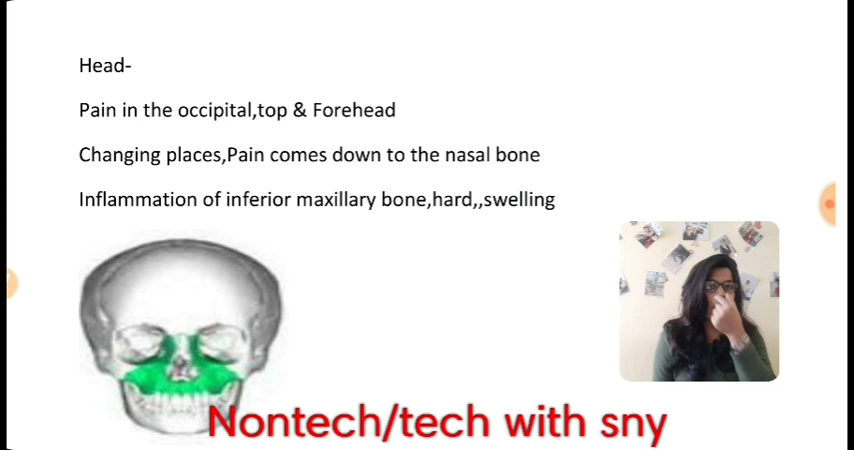 Head-
Pain in the occipital,top & Forehead
Changing places,Pain comes down to the nasal bone
Inflammation of inferior maxillary bone,hard,,swelling
Nontech/tech with sny